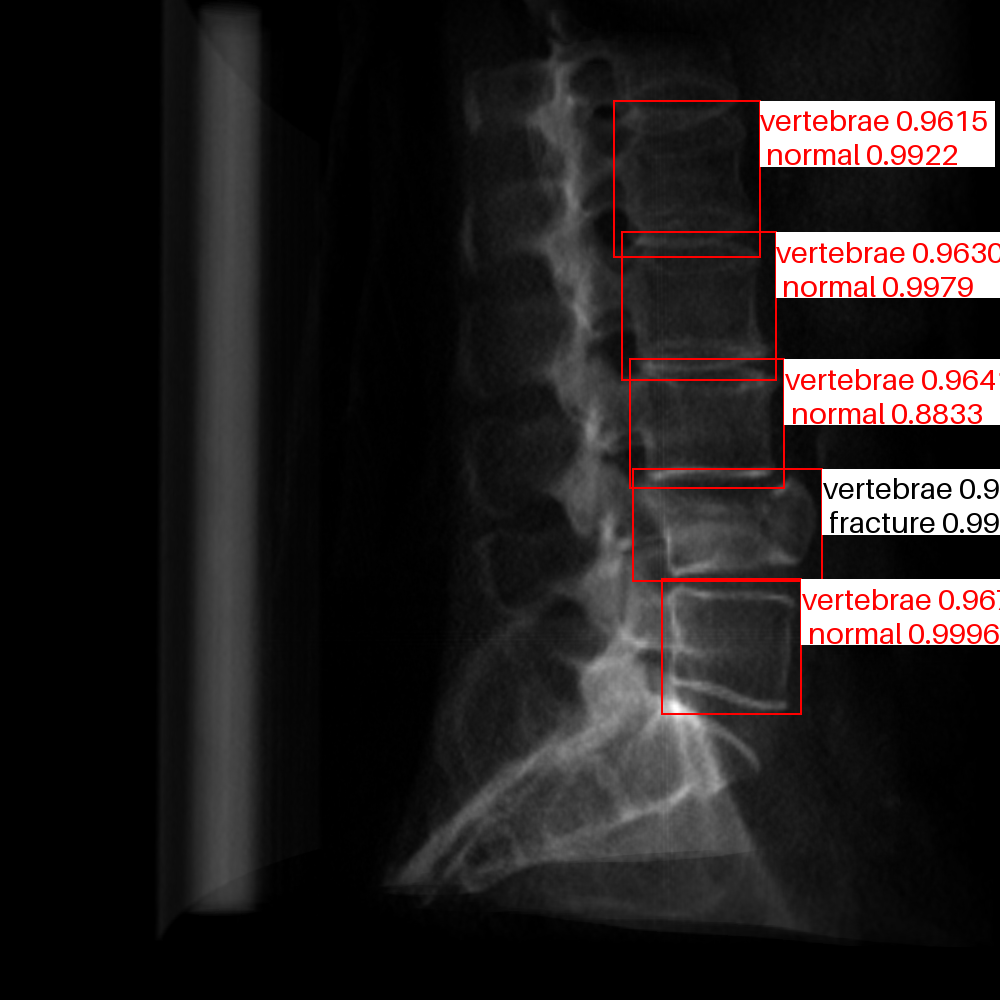 vertebrae 0.9615
normal 0.9922
vertebrae 0.9630
normal 0.9979
vertebrae 0.964
normal 0.8833
vertebrae 0.9
fracture 0.99
vertebrae 0.967
normal 0.9996